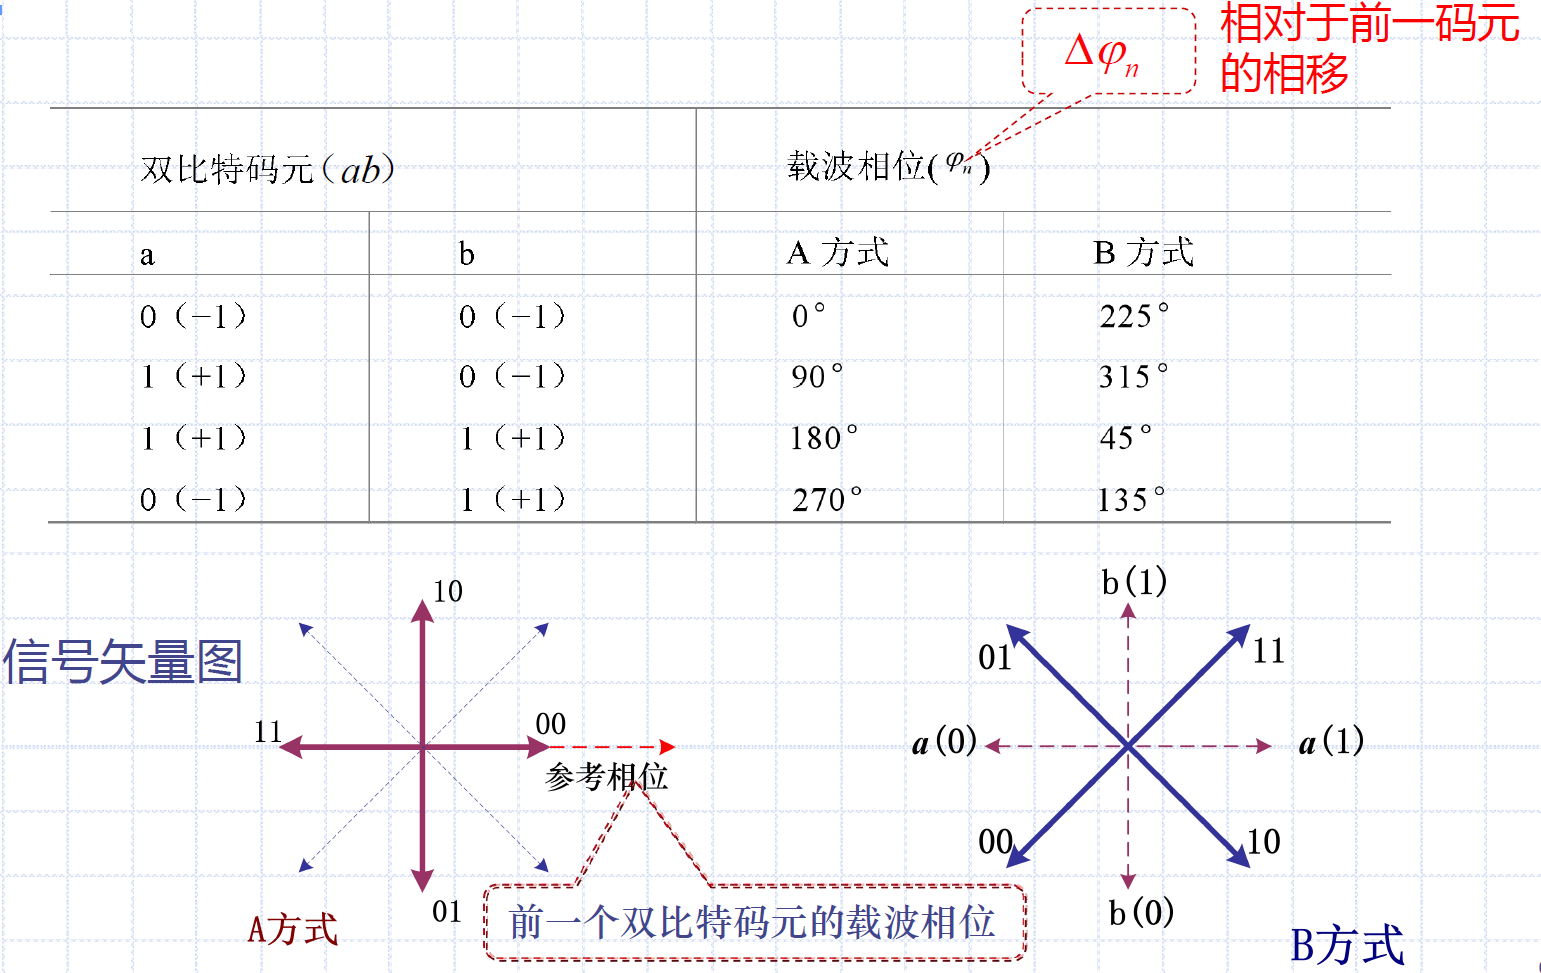 Δφn
相对于前一码元
的相移
双比特码元（ab） 载波相位(φn)
a b A 方式 B 方式
0（−1） 0（−1） 0° 225°
1（+1） 0（−1） 90° 315°
1（+1） 1（+1） 180° 45°
0（−1） 1（+1） 270° 135°
信号矢量图
10
11
00
参考相位
01
A方式
前一个双比特码元的载波相位
b(1)
01
11
a(0)
a(1)
00
10
b(0)
B方式